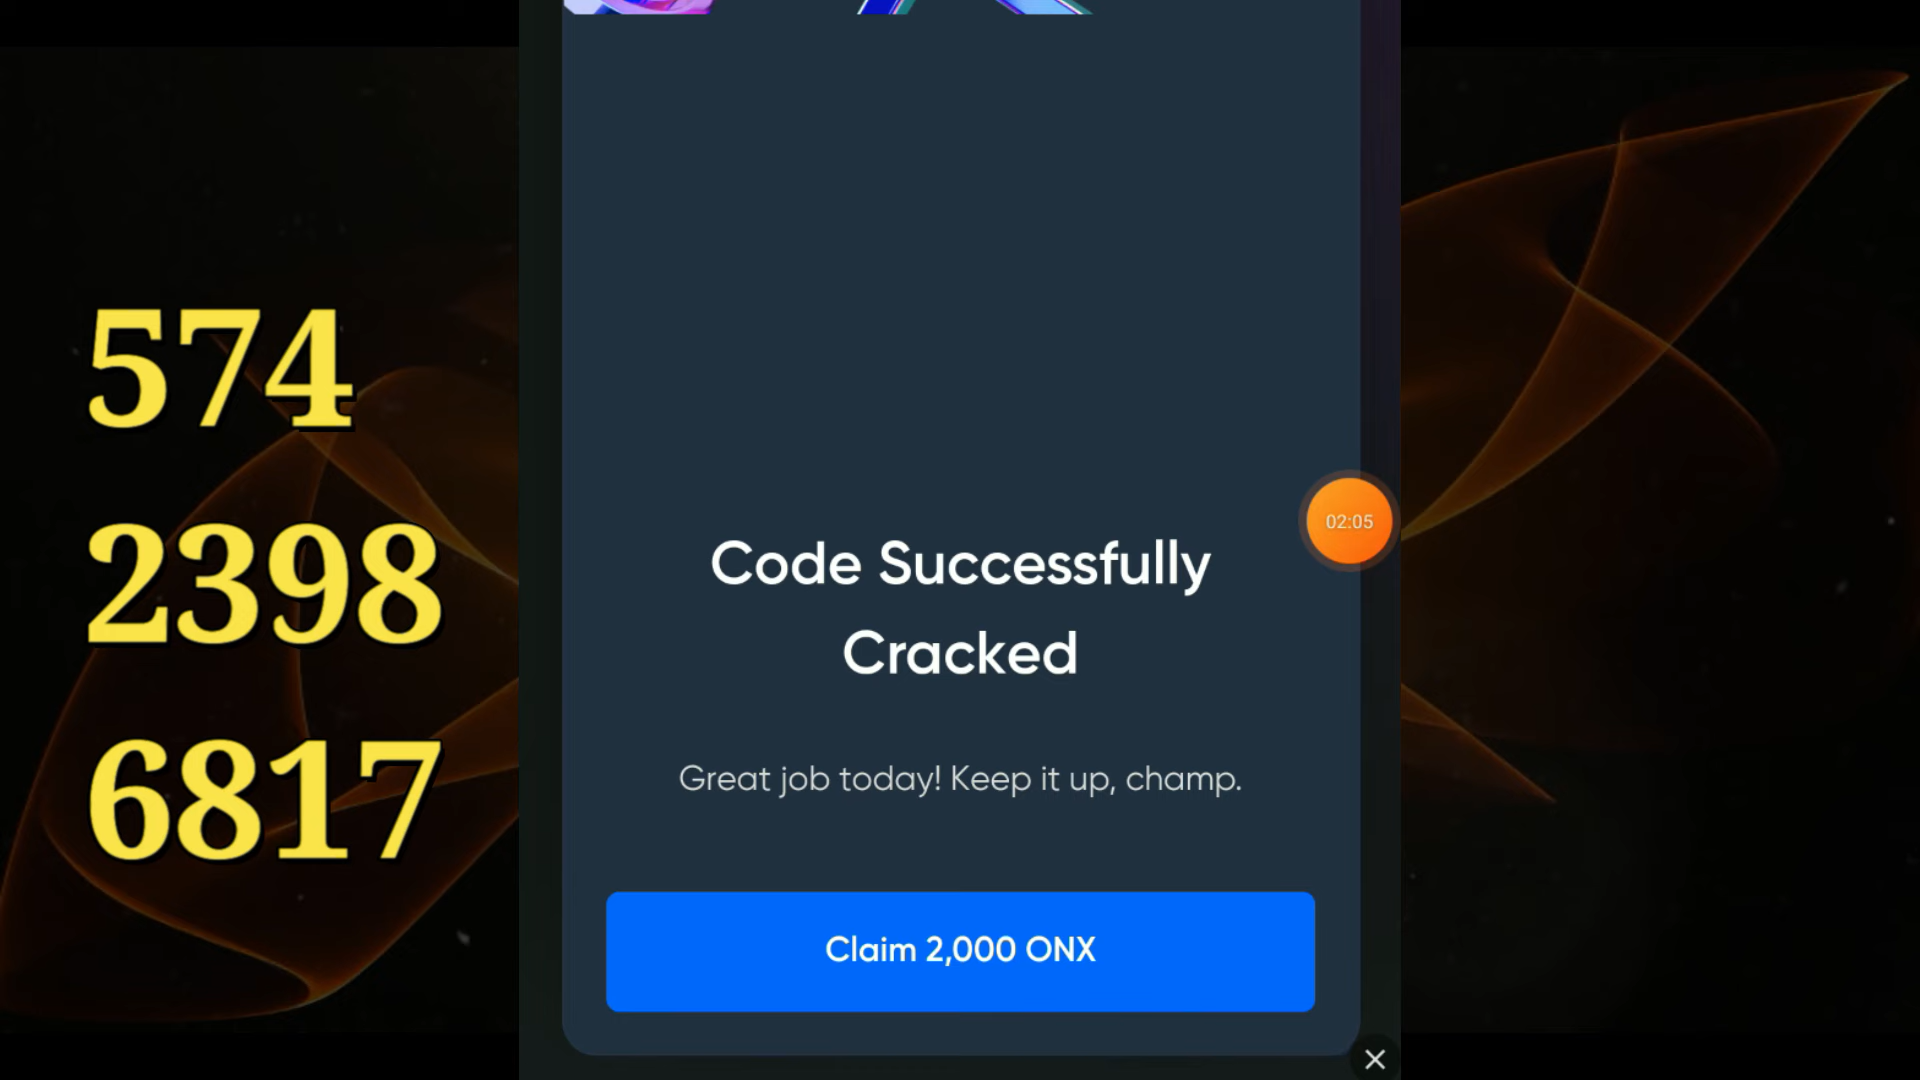 574
2398
6817
Code Successfully
Cracked
Great job today! Keep it up, champ.
Claim 2,000 ONX
02:05